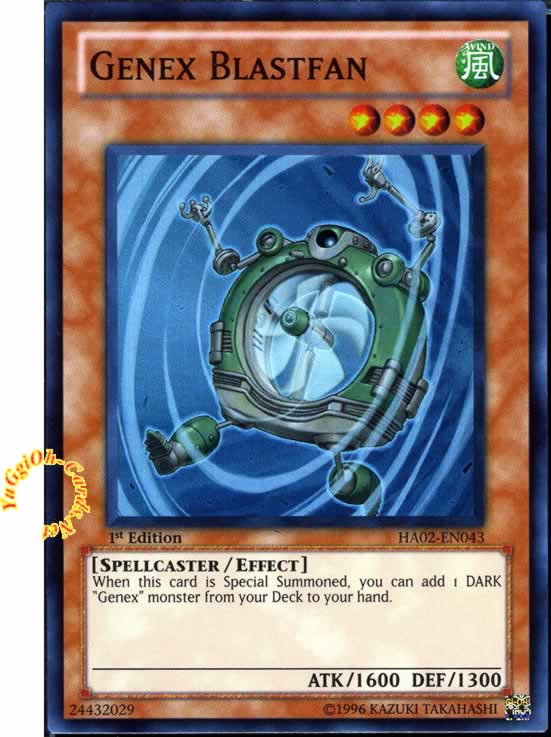 GENEX BLASTFAN
WIND
風
1st Edition
HA02-EN043
[SPELLCASTER / EFFECT]
When this card is Special Summoned, you can add 1 DARK
"Genex" monster from your Deck to your hand.
ATK/1600 DEF/1300
24432029
©1996 KAZUKI TAKAHASHI
YuGgiOh-Cards.Net